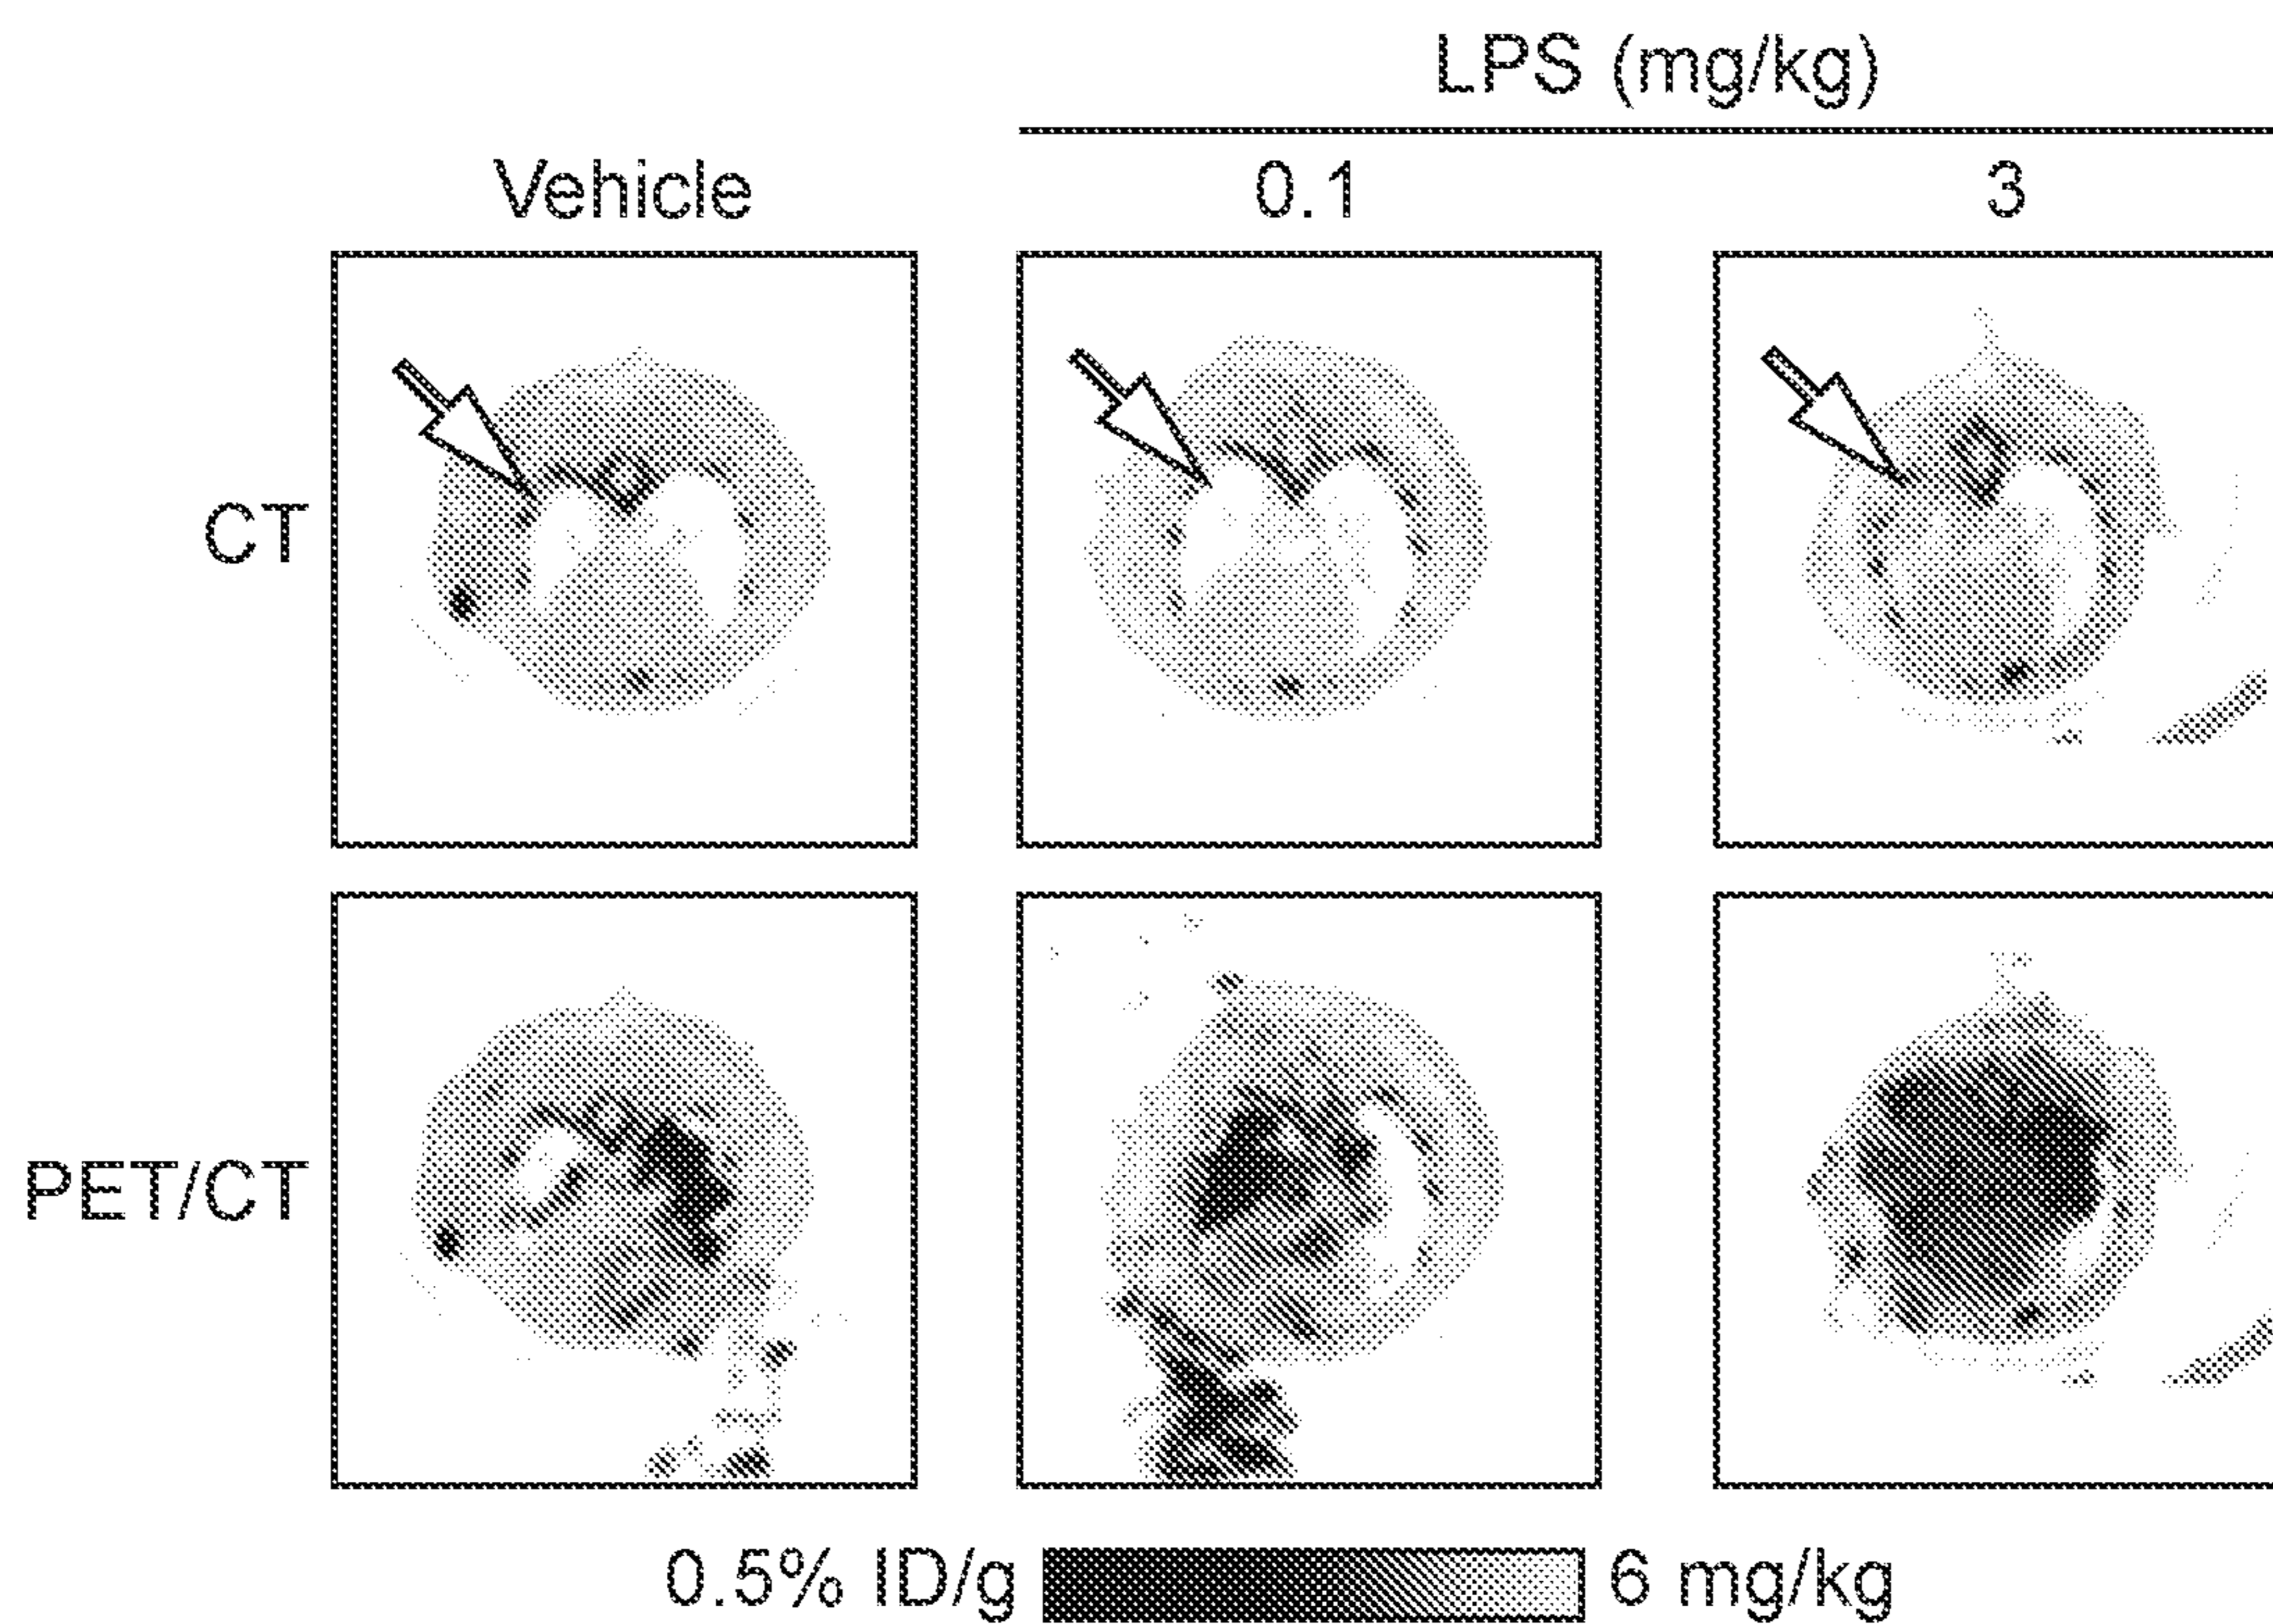 LPS (mg/kg)
Vehicle
0.1
3
CT
PET/CT
0.5% ID/g
6 mg/kg